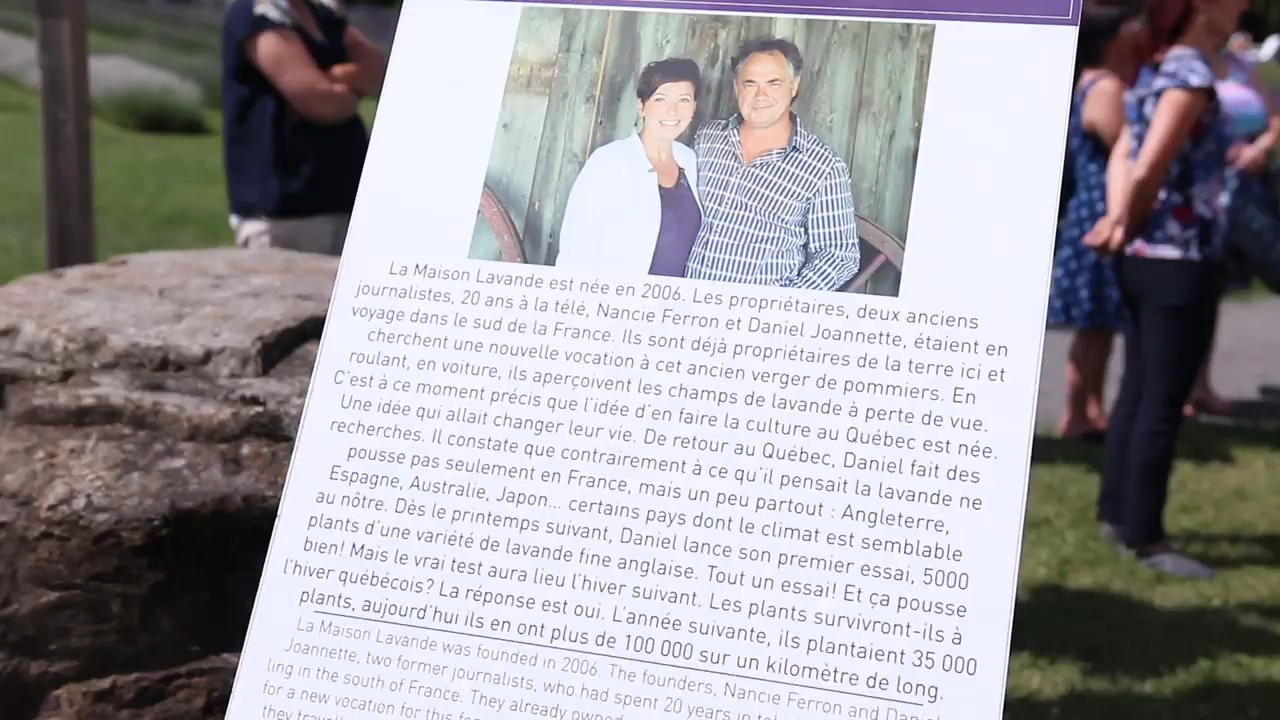 La Maison Lavande est née en 2006. Les propriétaires, deux anciens
journalistes, 20 ans à la télé, Nancie Ferron et Daniel Joannette, étaient en
voyage dans le sud de la France. Ils sont déjà propriétaires de la terre ici et
cherchent une nouvelle vocation à cet ancien verger de pommiers. En
roulant, en voiture, ils aperçoivent les champs de lavande à perte de vue.
C'est à ce moment précis que l'idée d'en faire la culture au Québec est née.
Une idée qui allait changer leur vie. De retour au Québec, Daniel fait des
recherches. Il constate que contrairement à ce qu'il pensait la lavande ne
pousse pas seulement en France, mais un peu partout : Angleterre,
Espagne, Australie, Japon... certains pays dont le climat est semblable
au nôtre. Dès le printemps suivant, Daniel lance son premier essai, 5000
plants d'une variété de lavande fine anglaise. Tout un essai! Et ça pousse
bien! Mais le vrai test aura lieu l'hiver suivant. Les plants survivront-ils à
l'hiver québécois? La réponse est oui. L'année suivante, ils plantaient 35 000
plants, aujourd'hui ils en ont plus de 100 000 sur un kilomètre de long.
La Maison Lavande was founded in 2006. The founders, Nancie Ferron and Daniel
Joannette, two former journalists, who had spent 20 years in
ling in the south of France. They already owned
for a new vocation for this
they